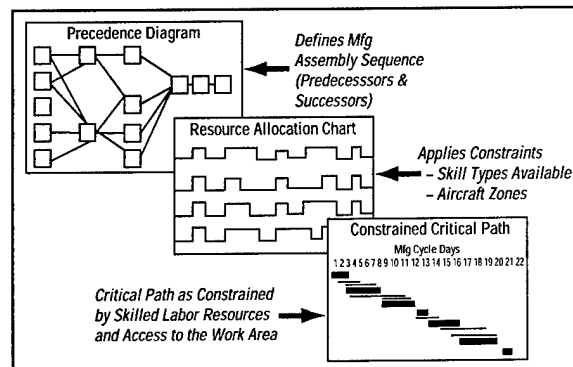 Precedence Diagram
Defines Mfg
Assembly Sequence
(Predecesssors &
Successors)
Resource Allocation Chart
Applies Constraints
– Skill Types Available
– Aircraft Zones
Constrained Critical Path
Mfg Cycle Days
1 2 3 4 5 6 7 8 9 10 11 12 13 14 15 16 17 18 19 20 21 22
Critical Path as Constrained
by Skilled Labor Resources
and Access to the Work Area